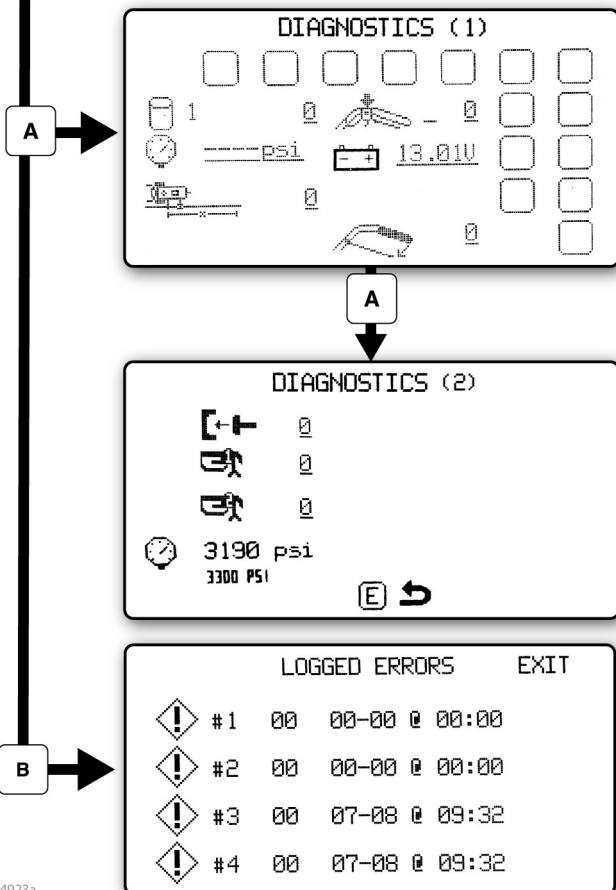 DIAGNOSTICS (1)
A
1 0 _ 0
-----psi - + 13.01V
x 0
0
A
DIAGNOSTICS (2)
0
0
0
3190 psi
3300 PSI
E
LOGGED ERRORS EXIT
! #1 00 00-00 @ 00:00
! #2 00 00-00 @ 00:00
B
! #3 00 07-08 @ 09:32
! #4 00 07-08 @ 09:32